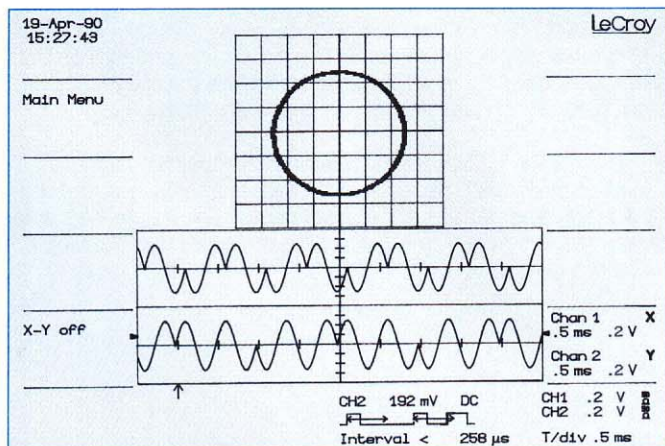 19-Apr-90
15:27:43
LeCroy
Main Menu
X-Y off
Chan 1 X
.5 ms .2 V
Chan 2 Y
.5 ms .2 V
CH2 192 mV DC
CH1 .2 V
CH2 .2 V
Interval < 258 µs T/div .5 ms